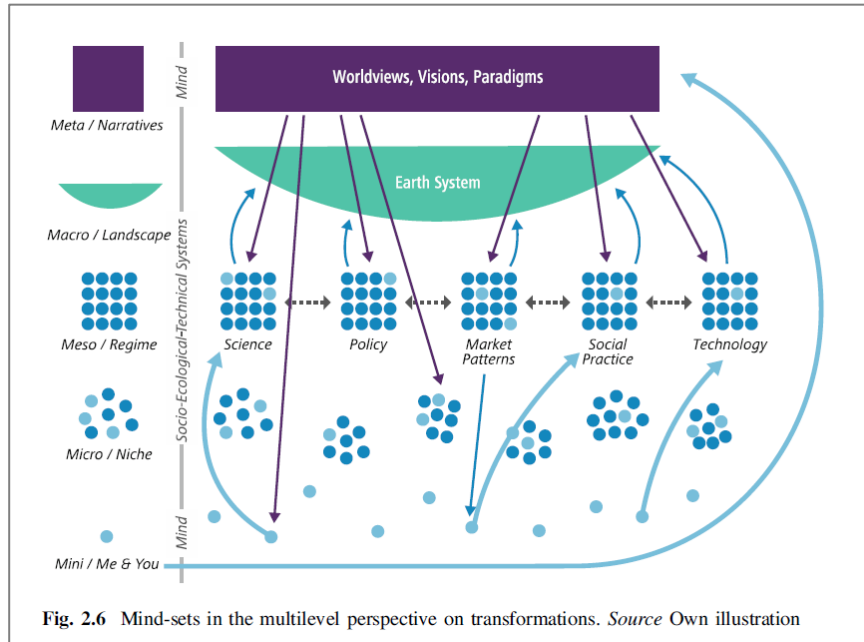 Mind
Worldviews, Visions, Paradigms
Meta / Narratives
Earth System
Macro / Landscape
Socio-Ecological-Technical Systems
Meso / Regime
Science
Policy
Market
Patterns
Social
Practice
Technology
Micro / Niche
Mind
Mini / Me & You
Fig. 2.6 Mind-sets in the multilevel perspective on transformations. Source Own illustration